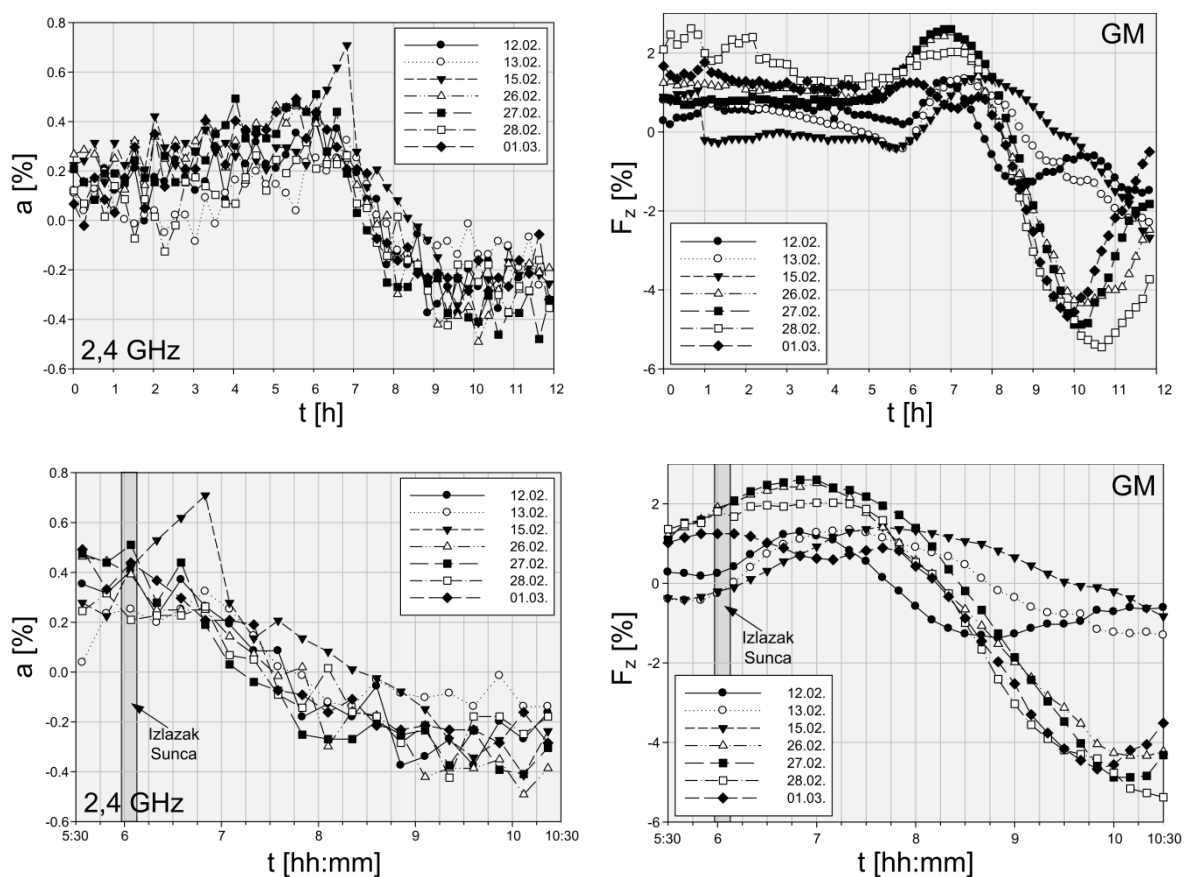 0.8
0.6
0.4
0.2
0.0
-0.2
-0.4
-0.6
a [%]
12.02.
13.02.
15.02.
26.02.
27.02.
28.02.
01.03.
2,4 GHz
0 1 2 3 4 5 6 7 8 9 10 11 12
t [h]
GM
2
0
-2
-4
-6
F_z [%]
12.02.
13.02.
15.02.
26.02.
27.02.
28.02.
01.03.
0 1 2 3 4 5 6 7 8 9 10 11 12
t [h]
0.8
0.6
0.4
0.2
0.0
-0.2
-0.4
-0.6
a [%]
12.02.
13.02.
15.02.
26.02.
27.02.
28.02.
01.03.
Izlazak
Sunca
2,4 GHz
5:30 6 7 8 9 10 10:30
t [hh:mm]
GM
2
0
-2
-4
-6
F_z [%]
Izlazak
Sunca
12.02.
13.02.
15.02.
26.02.
27.02.
28.02.
01.03.
5:30 6 7 8 9 10 10:30
t [hh:mm]